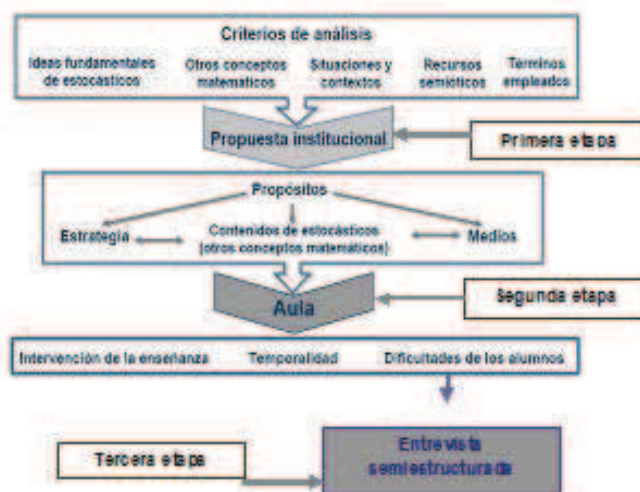 Criterios de análisis
Ideas fundamentales
de estocásticos
Otros conceptos
matemáticos
Situaciones y
contextos
Recursos
semióticos
Términos
empleados
Propuesta institucional
Primera etapa
Propósitos
Estrategia
Contenidos de estocásticos
(otros conceptos matemáticos)
Medios
Aula
Segunda etapa
Intervención de la enseñanza
Temporalidad
Dificultades de los alumnos
Tercera etapa
Entrevista
semiestructurada